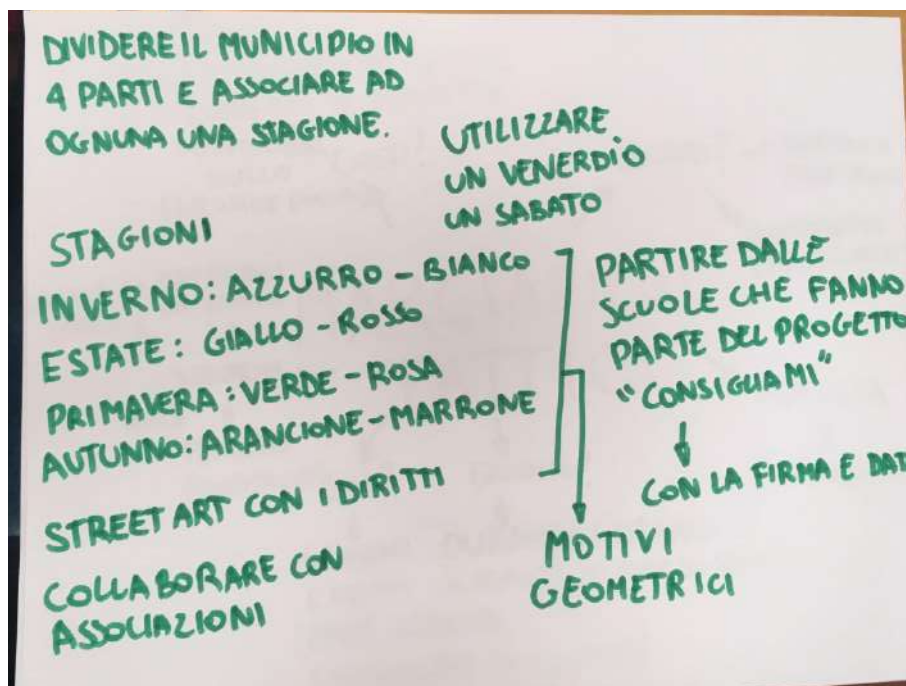 DIVIDERE IL MUNICIPIO IN
4 PARTI E ASSOCIARE AD
OGNUNA UNA STAGIONE.
UTILIZZARE
UN VENERDÌ O
UN SABATO
STAGIONI
INVERNO: AZZURRO - BIANCO
ESTATE: GIALLO - ROSSO
PRIMAVERA: VERDE - ROSA
AUTUNNO: ARANCIONE - MARRONE
STREET ART CON I DIRITTI
COLLABORARE CON
ASSOCIAZIONI
MOTIVI
GEOMETRICI
PARTIRE DALLE
SCUOLE CHE FANNO
PARTE DEL PROGETTO
"CONSIGLIAMI"
CON LA FIRMA E DAT